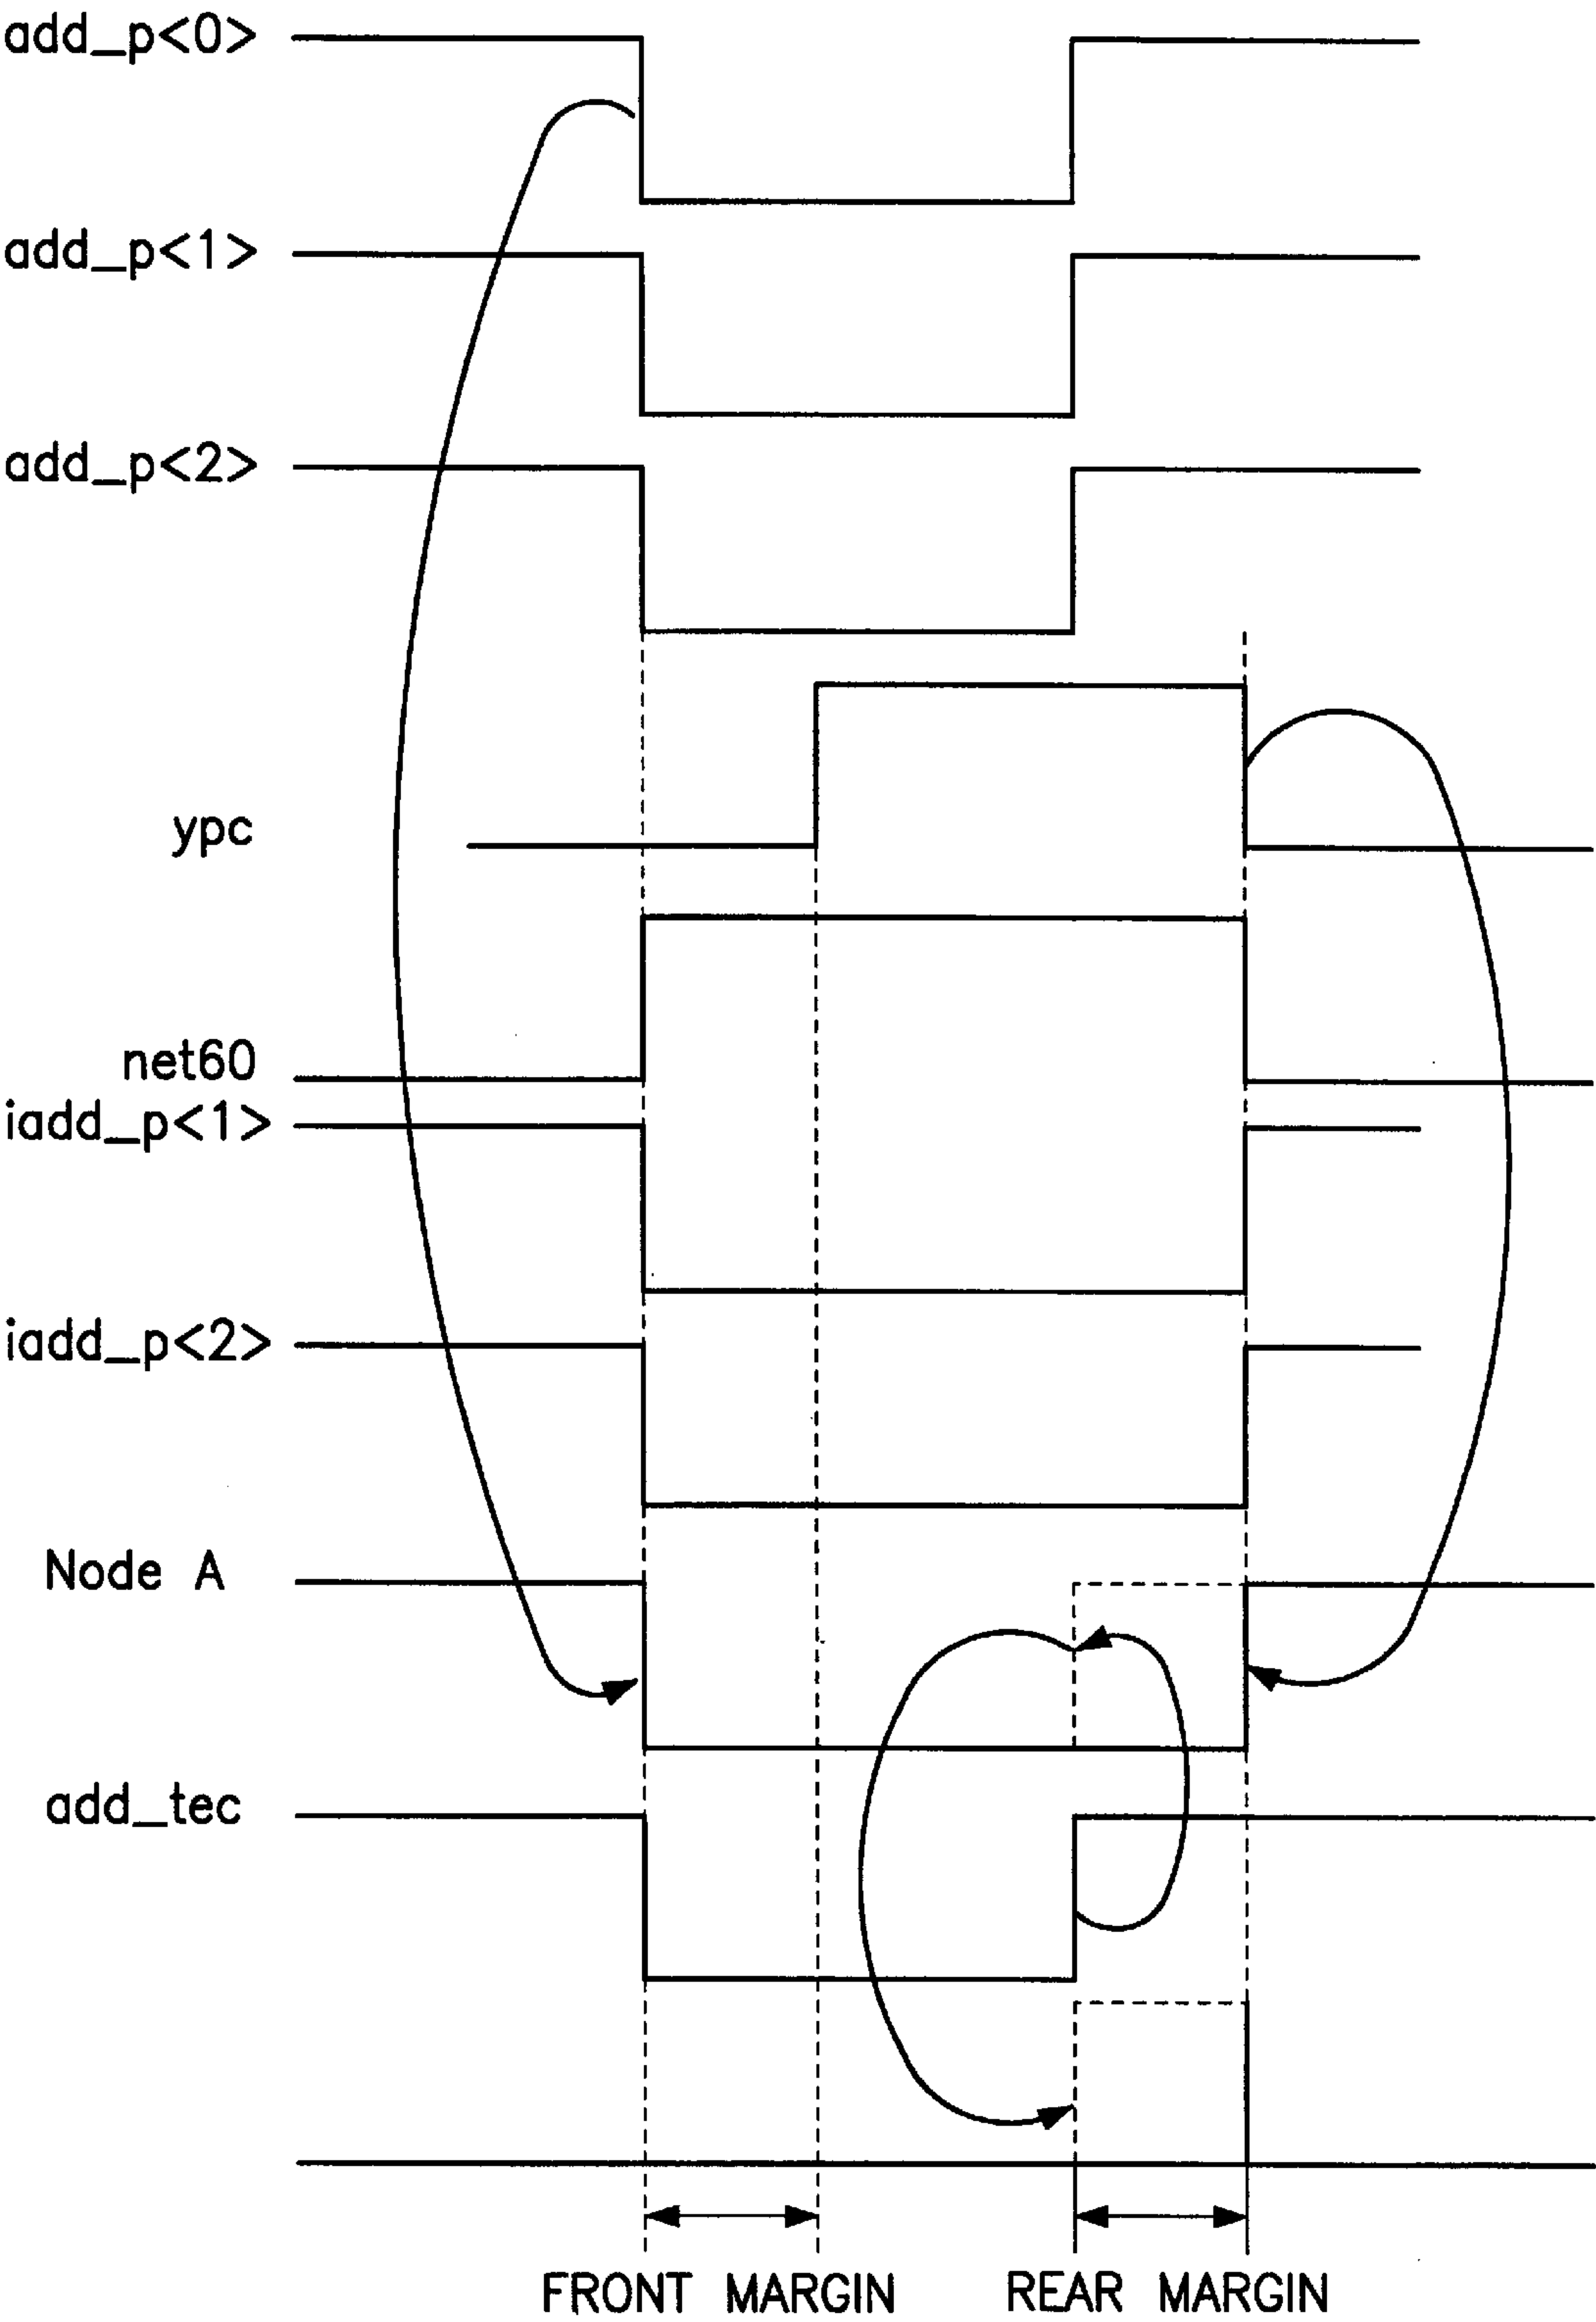 add_p<0>
add_p<1>
add_p<2>
ypc
net60
iadd_p<1>
iadd_p<2>
Node A
add_tec
FRONT MARGIN REAR MARGIN